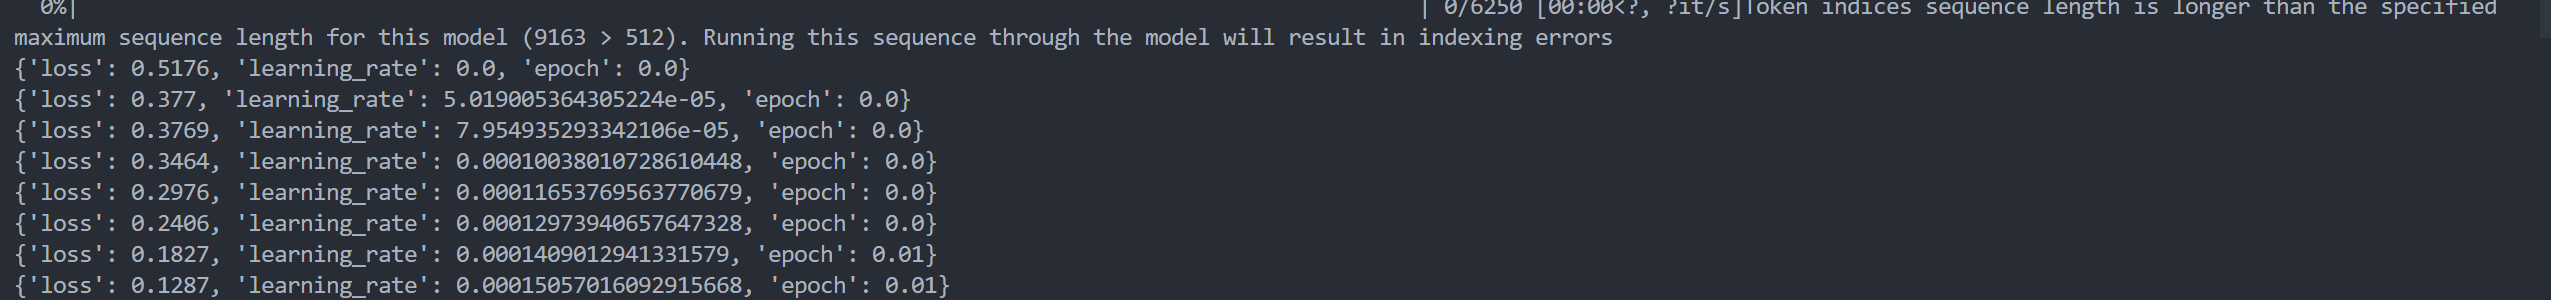 0%| | 0/6250 [00:00<?, ?it/s]Token indices sequence length is longer than the specified
maximum sequence length for this model (9163 > 512). Running this sequence through the model will result in indexing errors
{'loss': 0.5176, 'learning_rate': 0.0, 'epoch': 0.0}
{'loss': 0.377, 'learning_rate': 5.019005364305224e-05, 'epoch': 0.0}
{'loss': 0.3769, 'learning_rate': 7.954935293342106e-05, 'epoch': 0.0}
{'loss': 0.3464, 'learning_rate': 0.00010038010728610448, 'epoch': 0.0}
{'loss': 0.2976, 'learning_rate': 0.00011653769563770679, 'epoch': 0.0}
{'loss': 0.2406, 'learning_rate': 0.00012973940657647328, 'epoch': 0.0}
{'loss': 0.1827, 'learning_rate': 0.0001409012941331579, 'epoch': 0.01}
{'loss': 0.1287, 'learning_rate': 0.00015057016092915668, 'epoch': 0.01}